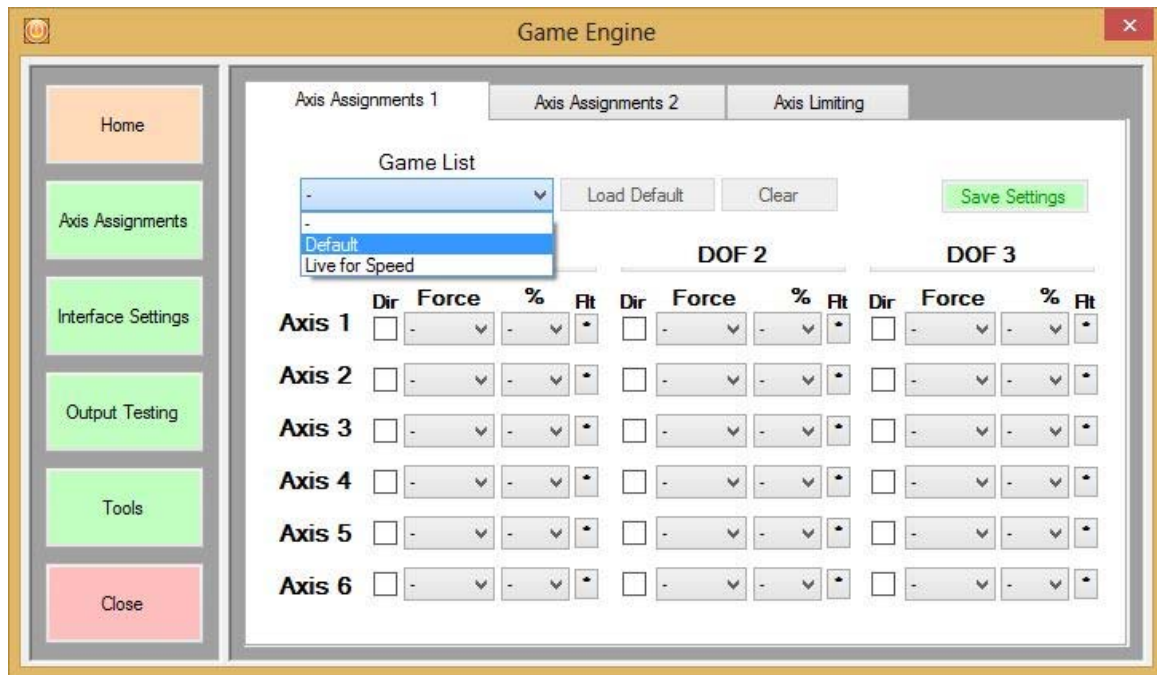 Game Engine
Home
Axis Assignments
Interface Settings
Output Testing
Tools
Close
Axis Assignments 1 Axis Assignments 2 Axis Limiting
Game List
- Load Default Clear Save Settings
-
Default
Live for Speed
DOF 2 DOF 3
Dir Force % Flt Dir Force % Flt Dir Force % Flt
Axis 1 - - * - - * - - *
Axis 2 - - * - - * - - *
Axis 3 - - * - - * - - *
Axis 4 - - * - - * - - *
Axis 5 - - * - - * - - *
Axis 6 - - * - - * - - *